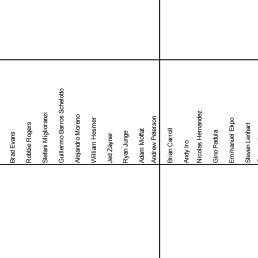 Brad Evans
Robbie Rogers
Stefani Miglioranzi
Guillermo Barros Schelotto
Alejandro Moreno
William Hesmer
Jed Zayner
Ryan Junge
Adam Moffat
Andrew Peterson
Brian Carroll
Andy Iro
Nicolas Hernandez
Gino Padula
Emmanuel Ekpo
Steven Lenhart